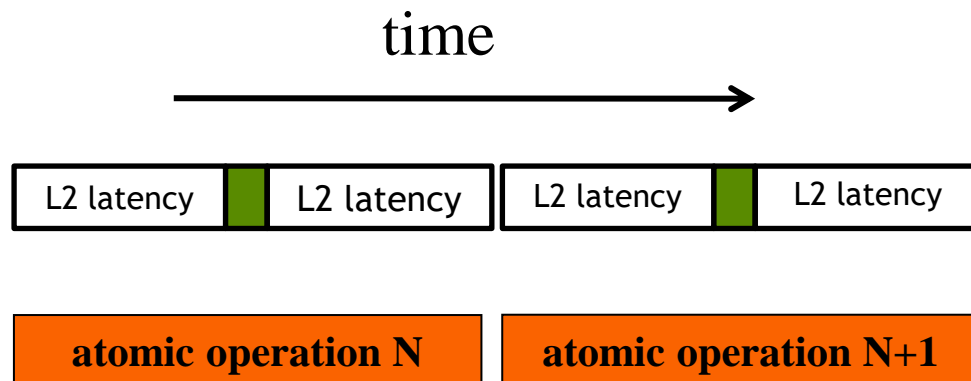 time
L2 latency L2 latency L2 latency L2 latency
atomic operation N atomic operation N+1